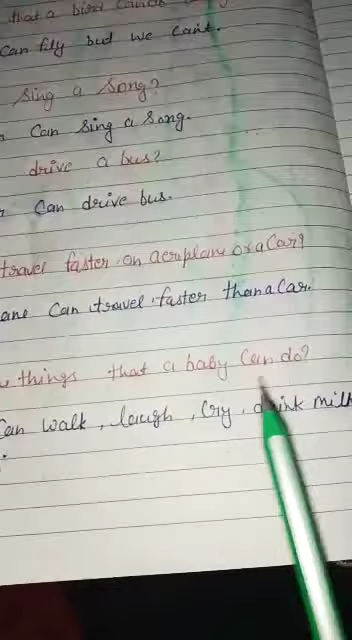 that a bird
can fly but we can't.
Sing a song?
Can sing a song.
drive a bus?
Can drive bus.
travel faster on aeroplane or a Car?
ane Can travel faster than a Car.
things that a baby Can do?
Can walk, laugh, Cry, drink milk